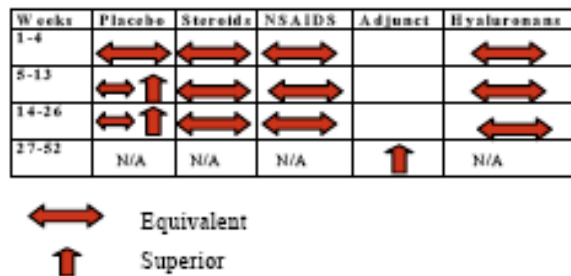 Weeks Placebo Steroids NSAIDS Adjunct Hyaluronans
1-4
5-13
14-26
27-52 N/A N/A N/A N/A
Equivalent
Superior